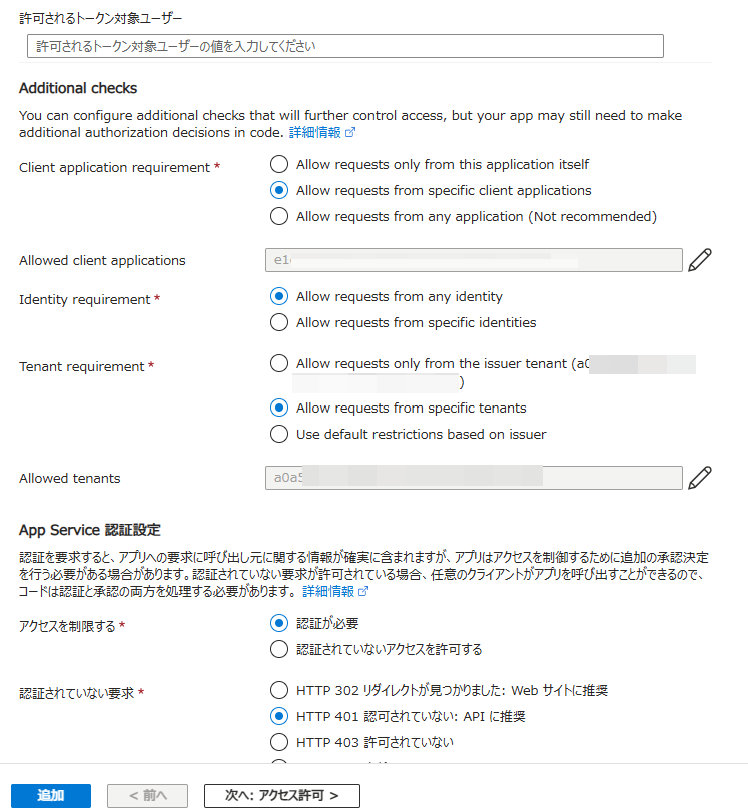 許可されるトークン対象ユーザー
許可されるトークン対象ユーザーの値を入力してください
Additional checks
You can configure additional checks that will further control access, but your app may still need to make
additional authorization decisions in code. 詳細情報
Client application requirement *
Allow requests only from this application itself
Allow requests from specific client applications
Allow requests from any application (Not recommended)
Allowed client applications
e1
Identity requirement *
Allow requests from any identity
Allow requests from specific identities
Tenant requirement *
Allow requests only from the issuer tenant (a0
)
Allow requests from specific tenants
Use default restrictions based on issuer
Allowed tenants
a0a5
App Service 認証設定
認証を要求すると、アプリへの要求に呼び出し元に関する情報が確実に含まれますが、アプリはアクセスを制御するために追加の承認決定
を行う必要がある場合があります。認証されていない要求が許可されている場合、任意のクライアントがアプリを呼び出すことができるので、
コードは認証と承認の両方を処理する必要があります。 詳細情報
アクセスを制限する *
認証が必要
認証されていないアクセスを許可する
認証されていない要求 *
HTTP 302 リダイレクトが見つかりました: Web サイトに推奨
HTTP 401 認可されていない: API に推奨
HTTP 403 許可されていない
追加
< 前へ
次へ: アクセス許可 >